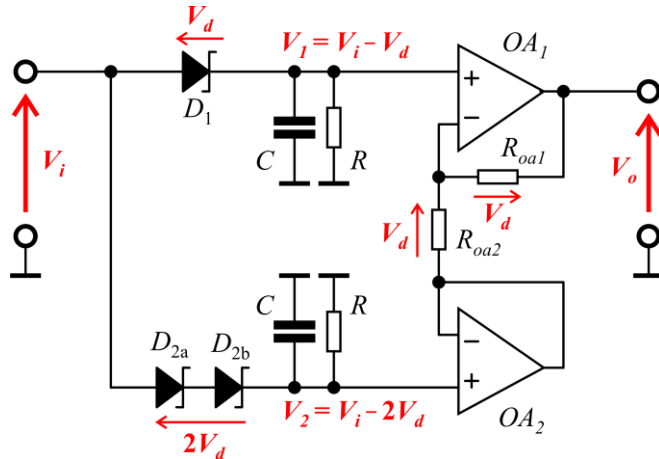 V_d
V_1 = V_i – V_d
OA_1
D_1
+
–
C
R
R_oa1
V_i
V_d
V_o
V_d
R_oa2
C
R
D_2a
D_2b
–
+
2V_d
V_2 = V_i – 2V_d
OA_2